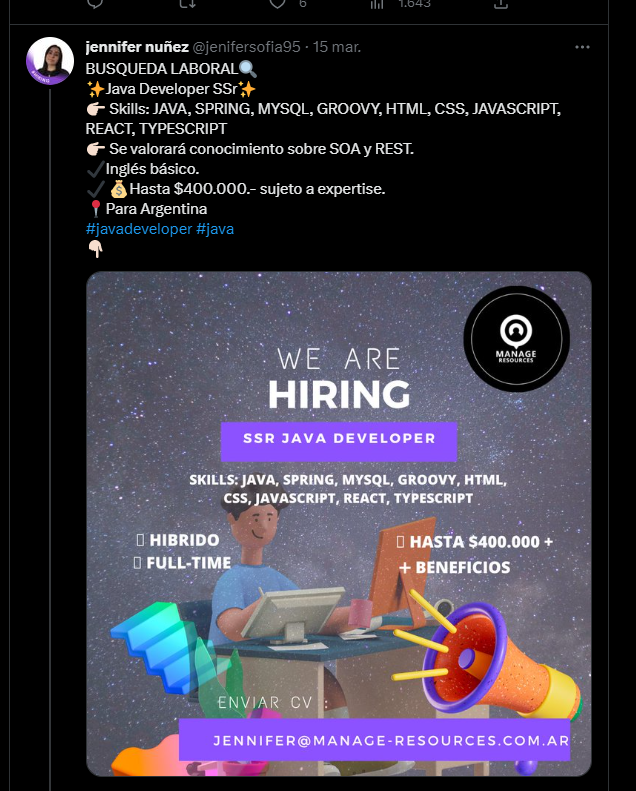 6
1.643
jennifer nuñez @jenifersofia95 · 15 mar.
BUSQUEDA LABORAL🔍
✨Java Developer SSr✨
👉🏻 Skills: JAVA, SPRING, MYSQL, GROOVY, HTML, CSS, JAVASCRIPT,
REACT, TYPESCRIPT
👉🏻 Se valorará conocimiento sobre SOA y REST.
✔️Inglés básico.
✔️💰Hasta $400.000.- sujeto a expertise.
📍Para Argentina
#javadeveloper #java
👇🏻
MANAGE
RESOURCES
WE ARE
HIRING
SSR JAVA DEVELOPER
SKILLS: JAVA, SPRING, MYSQL, GROOVY, HTML,
CSS, JAVASCRIPT, REACT, TYPESCRIPT
HIBRIDO
FULL-TIME
HASTA $400.000 +
+ BENEFICIOS
ENVIAR CV :
JENNIFER@MANAGE-RESOURCES.COM.AR